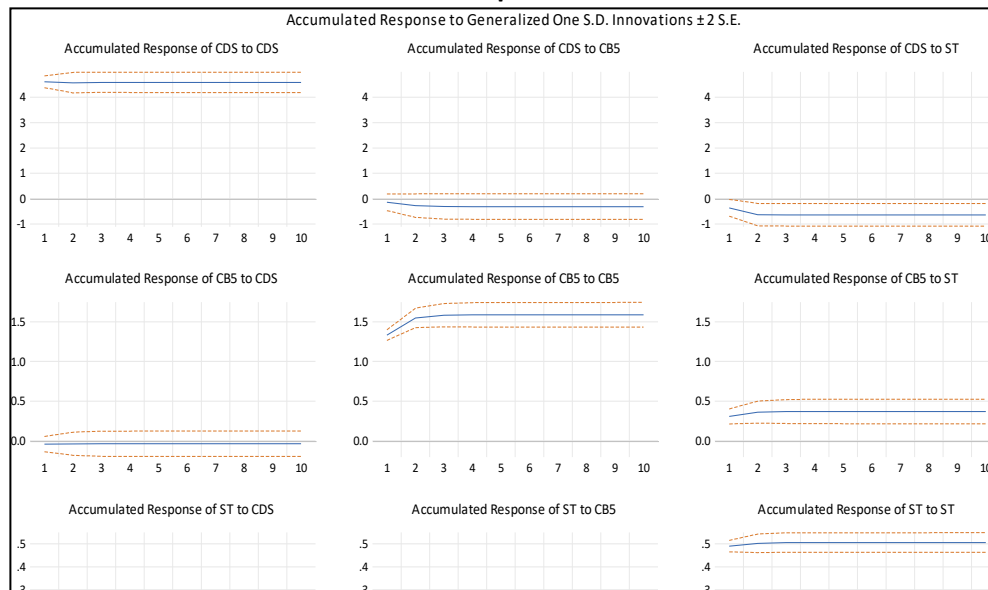 Accumulated Response to Generalized One S.D. Innovations ±2 S.E.
Accumulated Response of CDS to CDS
4
3
2
1
0
-1
1 2 3 4 5 6 7 8 9 10
Accumulated Response of CDS to CB5
4
3
2
1
0
-1
1 2 3 4 5 6 7 8 9 10
Accumulated Response of CDS to ST
4
3
2
1
0
-1
1 2 3 4 5 6 7 8 9 10
Accumulated Response of CB5 to CDS
1.5
1.0
0.5
0.0
1 2 3 4 5 6 7 8 9 10
Accumulated Response of CB5 to CB5
1.5
1.0
0.5
0.0
1 2 3 4 5 6 7 8 9 10
Accumulated Response of CB5 to ST
1.5
1.0
0.5
0.0
1 2 3 4 5 6 7 8 9 10
Accumulated Response of ST to CDS
.5
.4
Accumulated Response of ST to CB5
.5
.4
Accumulated Response of ST to ST
.5
.4